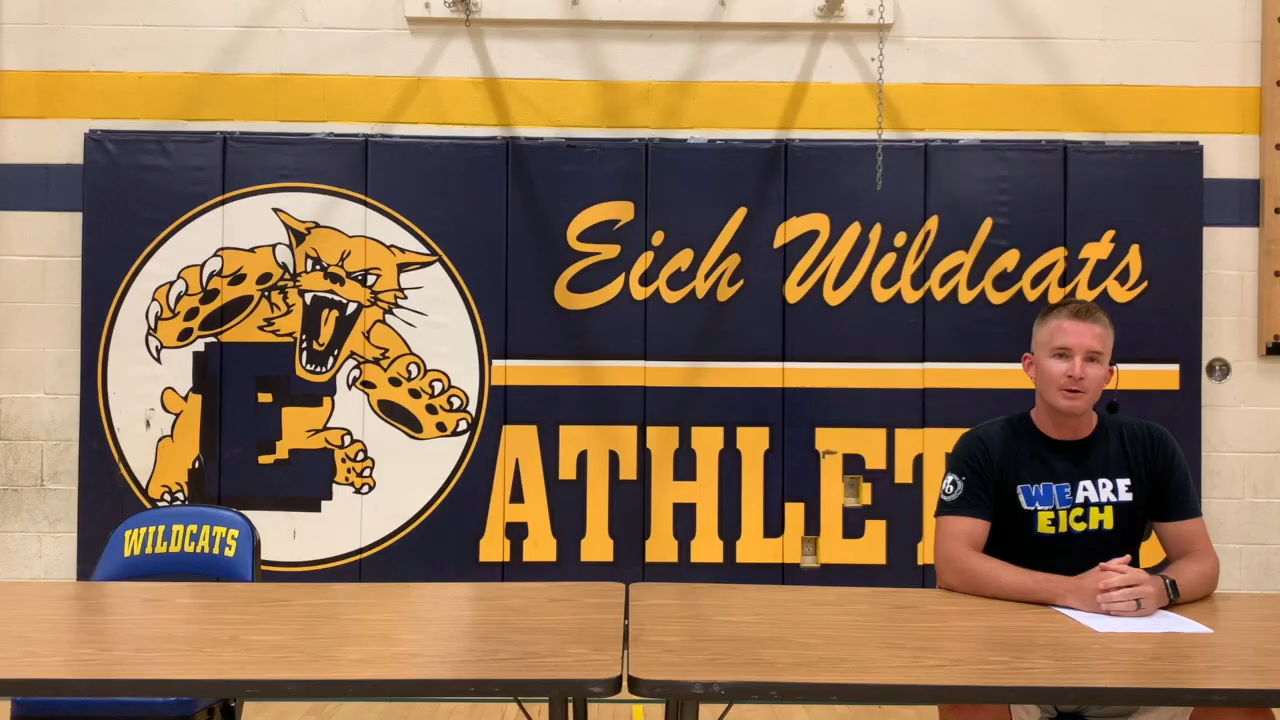 Eich Wildcats
ATHLET
E
WILDCATS
WE ARE
EICH